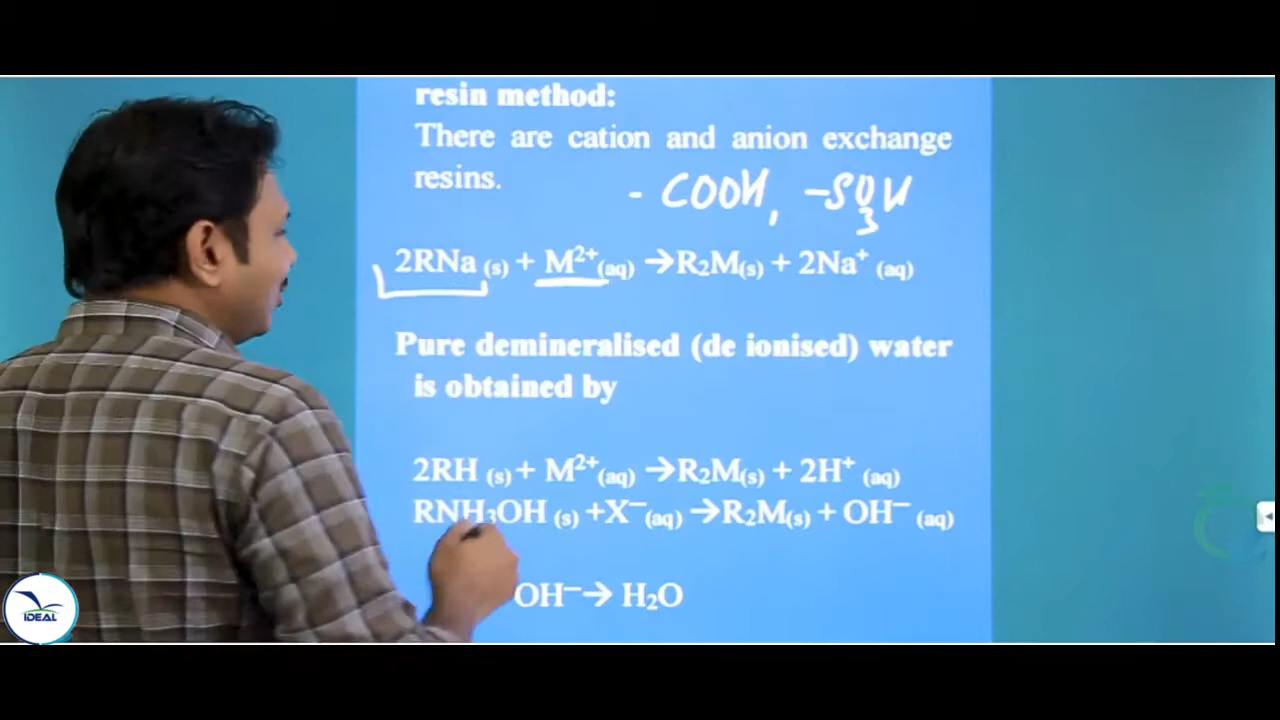 resin method:
There are cation and anion exchange
resins.
- COOH, -SO₃H
2RNa (s) + M²⁺(aq) →R₂M(s) + 2Na⁺ (aq)
Pure demineralised (de ionised) water
is obtained by
2RH (s) + M²⁺(aq) →R₂M(s) + 2H⁺ (aq)
RNH₃OH (s) +X⁻(aq) →R₂M(s) + OH⁻ (aq)
OH⁻→ H₂O
IDEAL